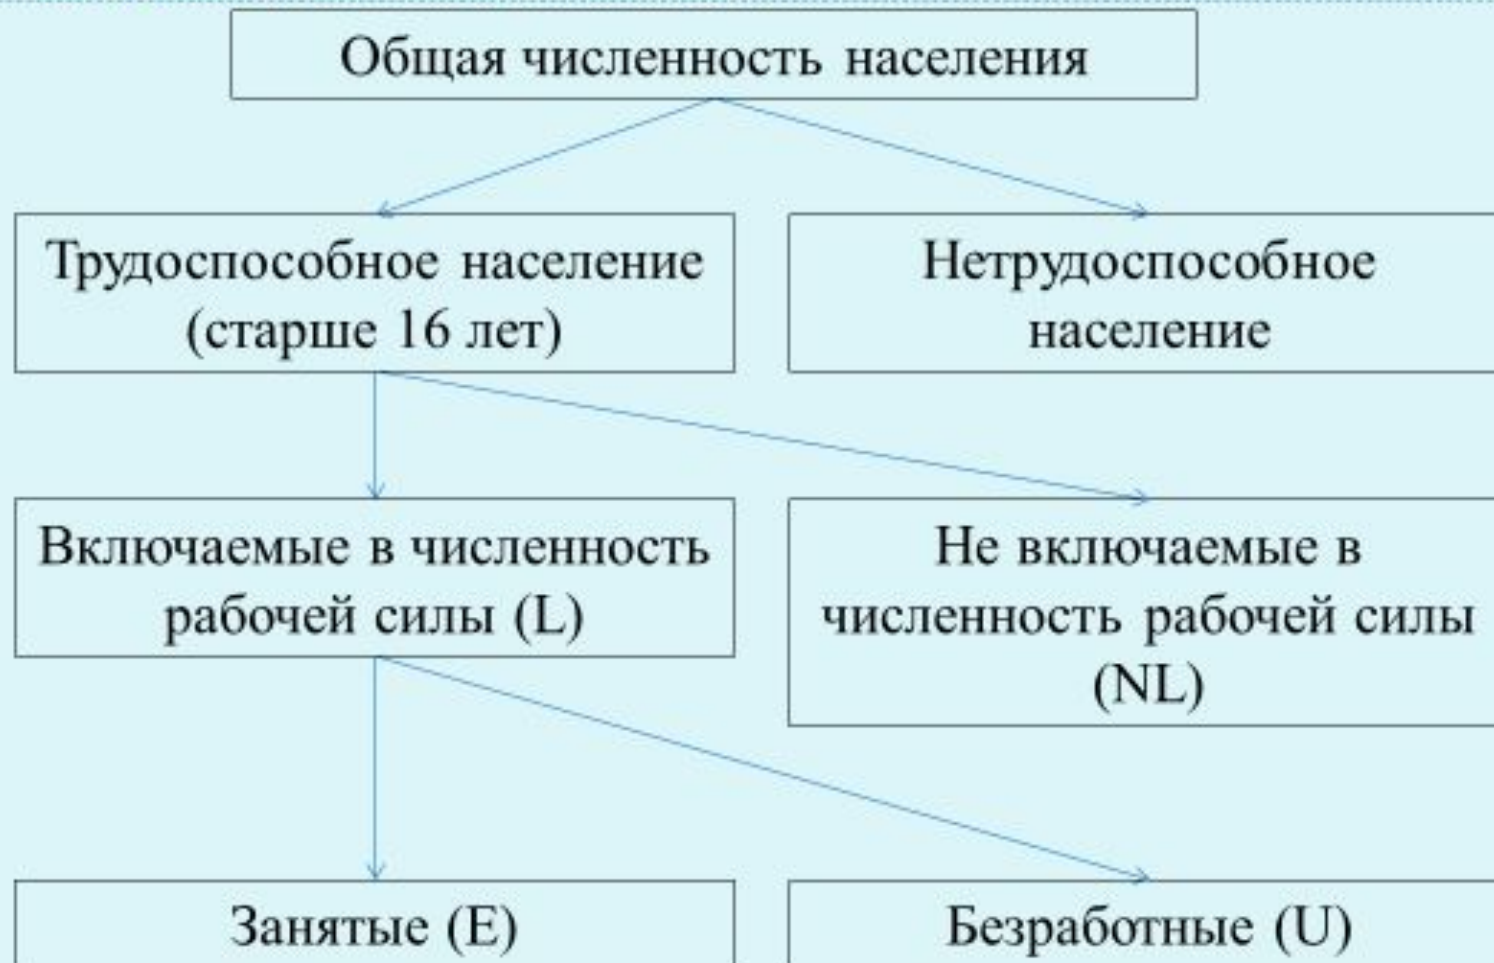 Общая численность населения
Трудоспособное население
(старше 16 лет)
Нетрудоспособное
население
Включаемые в численность
рабочей силы (L)
Не включаемые в
численность рабочей силы
(NL)
Занятые (E)
Безработные (U)